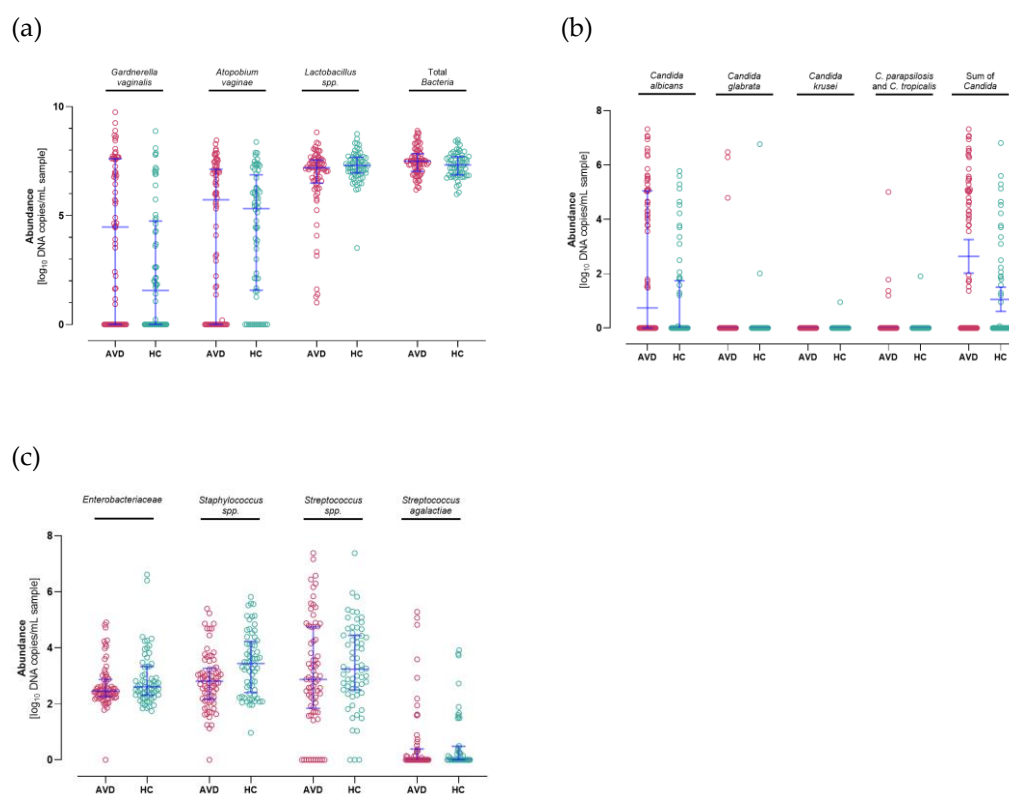 (a)
Gardnerella
vaginalis
Atopobium
vaginae
Lactobacillus
spp.
Total
Bacteria
Abundance
[log10 DNA copies/mL sample]
10
5
0
AVD
HC
AVD
HC
AVD
HC
AVD
HC
(b)
Candida
albicans
Candida
glabrata
Candida
krusei
C. parapsilosis
and C. tropicalis
Sum of
Candida
Abundance
[log10 DNA copies/mL sample]
8
6
4
2
0
AVD
HC
AVD
HC
AVD
HC
AVD
HC
AVD
HC
(c)
Enterobacteriaceae
Staphylococcus
spp.
Streptococcus
spp.
Streptococcus
agalactiae
Abundance
[log10 DNA copies/mL sample]
8
6
4
2
0
AVD
HC
AVD
HC
AVD
HC
AVD
HC